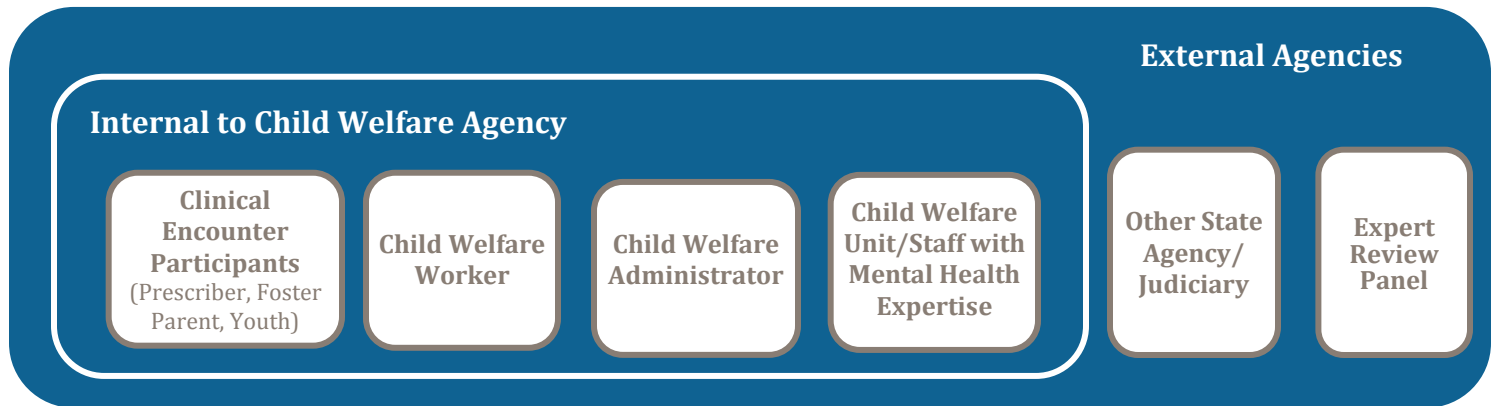 External Agencies
Internal to Child Welfare Agency
Clinical
Encounter
Participants
(Prescriber, Foster
Parent, Youth)
Child Welfare
Worker
Child Welfare
Administrator
Child Welfare
Unit/Staff with
Mental Health
Expertise
Other State
Agency/
Judiciary
Expert
Review
Panel